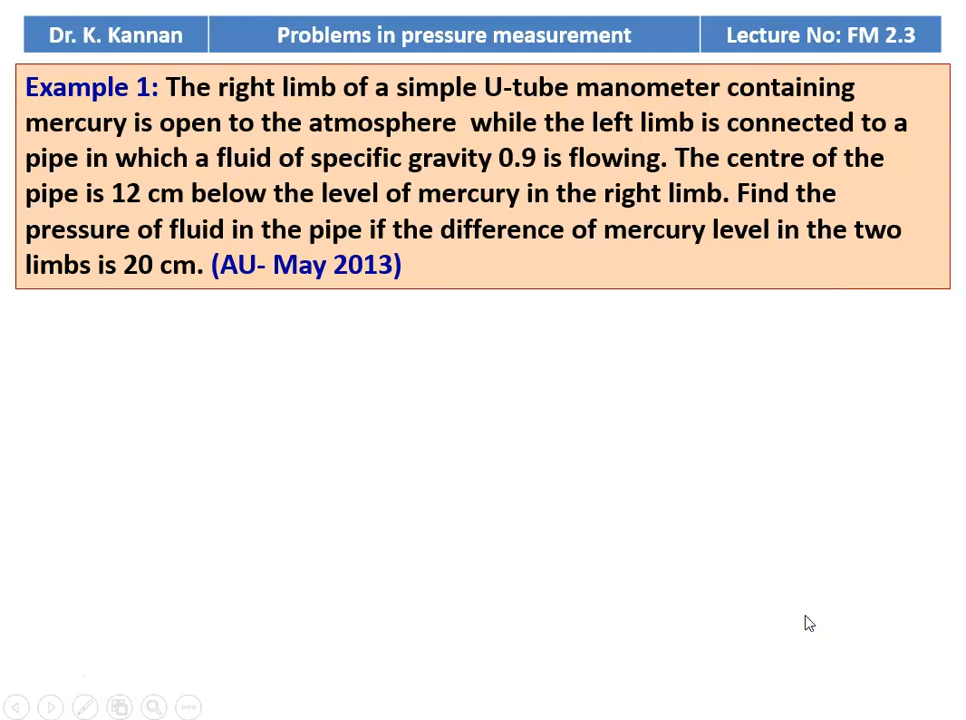 Dr. K. Kannan
Problems in pressure measurement
Lecture No: FM 2.3
Example 1: The right limb of a simple U-tube manometer containing
mercury is open to the atmosphere while the left limb is connected to a
pipe in which a fluid of specific gravity 0.9 is flowing. The centre of the
pipe is 12 cm below the level of mercury in the right limb. Find the
pressure of fluid in the pipe if the difference of mercury level in the two
limbs is 20 cm. (AU- May 2013)